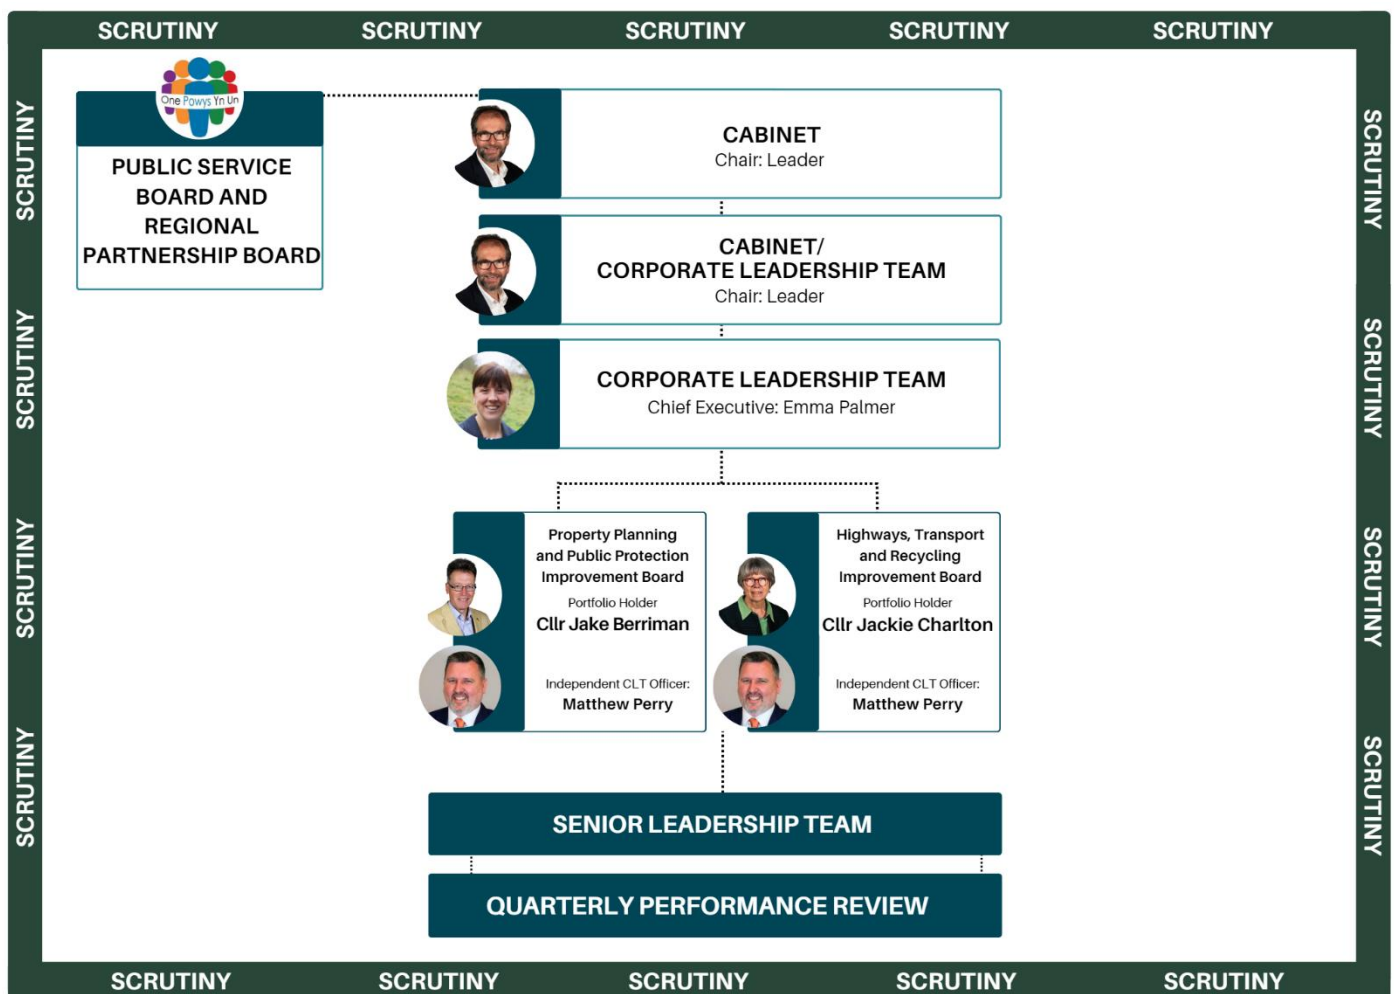 SCRUTINY SCRUTINY SCRUTINY SCRUTINY SCRUTINY
SCRUTINY
SCRUTINY
SCRUTINY
SCRUTINY
One Powys Yn Un
PUBLIC SERVICE
BOARD AND
REGIONAL
PARTNERSHIP BOARD
CABINET
Chair: Leader
CABINET/
CORPORATE LEADERSHIP TEAM
Chair: Leader
CORPORATE LEADERSHIP TEAM
Chief Executive: Emma Palmer
Property Planning
and Public Protection
Improvement Board
Portfolio Holder
Cllr Jake Berriman
Independent CLT Officer:
Matthew Perry
Highways, Transport
and Recycling
Improvement Board
Portfolio Holder
Cllr Jackie Charlton
Independent CLT Officer:
Matthew Perry
SENIOR LEADERSHIP TEAM
QUARTERLY PERFORMANCE REVIEW
SCRUTINY
SCRUTINY
SCRUTINY
SCRUTINY
SCRUTINY SCRUTINY SCRUTINY SCRUTINY SCRUTINY